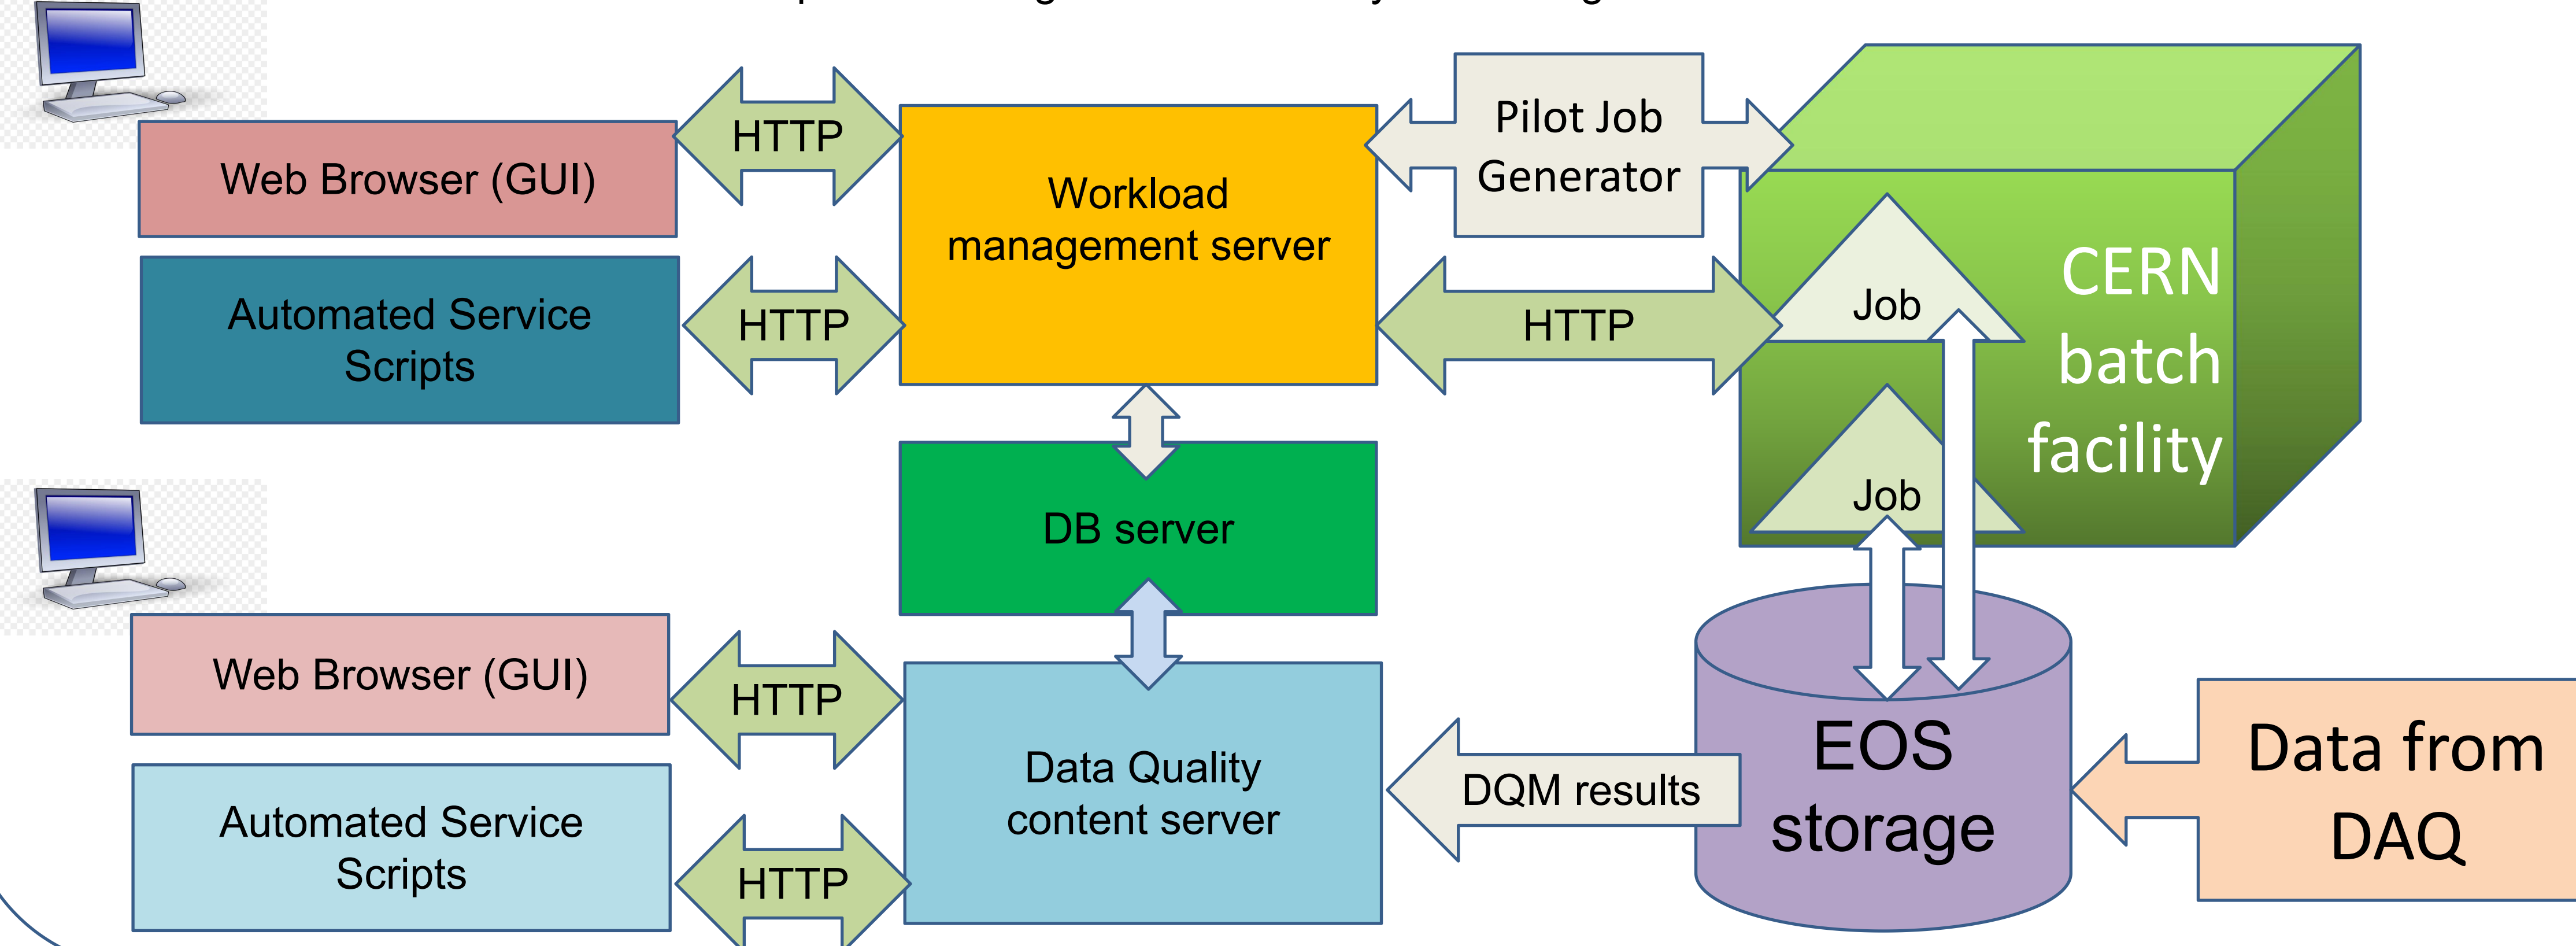 HTTP
Web Browser (GUI)
Workload
management server
Pilot Job
Generator
Automated Service
Scripts
HTTP
HTTP
Job
CERN
batch
facility
Job
DB server
Web Browser (GUI)
HTTP
Automated Service
Scripts
HTTP
Data Quality
content server
DQM results
EOS
storage
Data from
DAQ